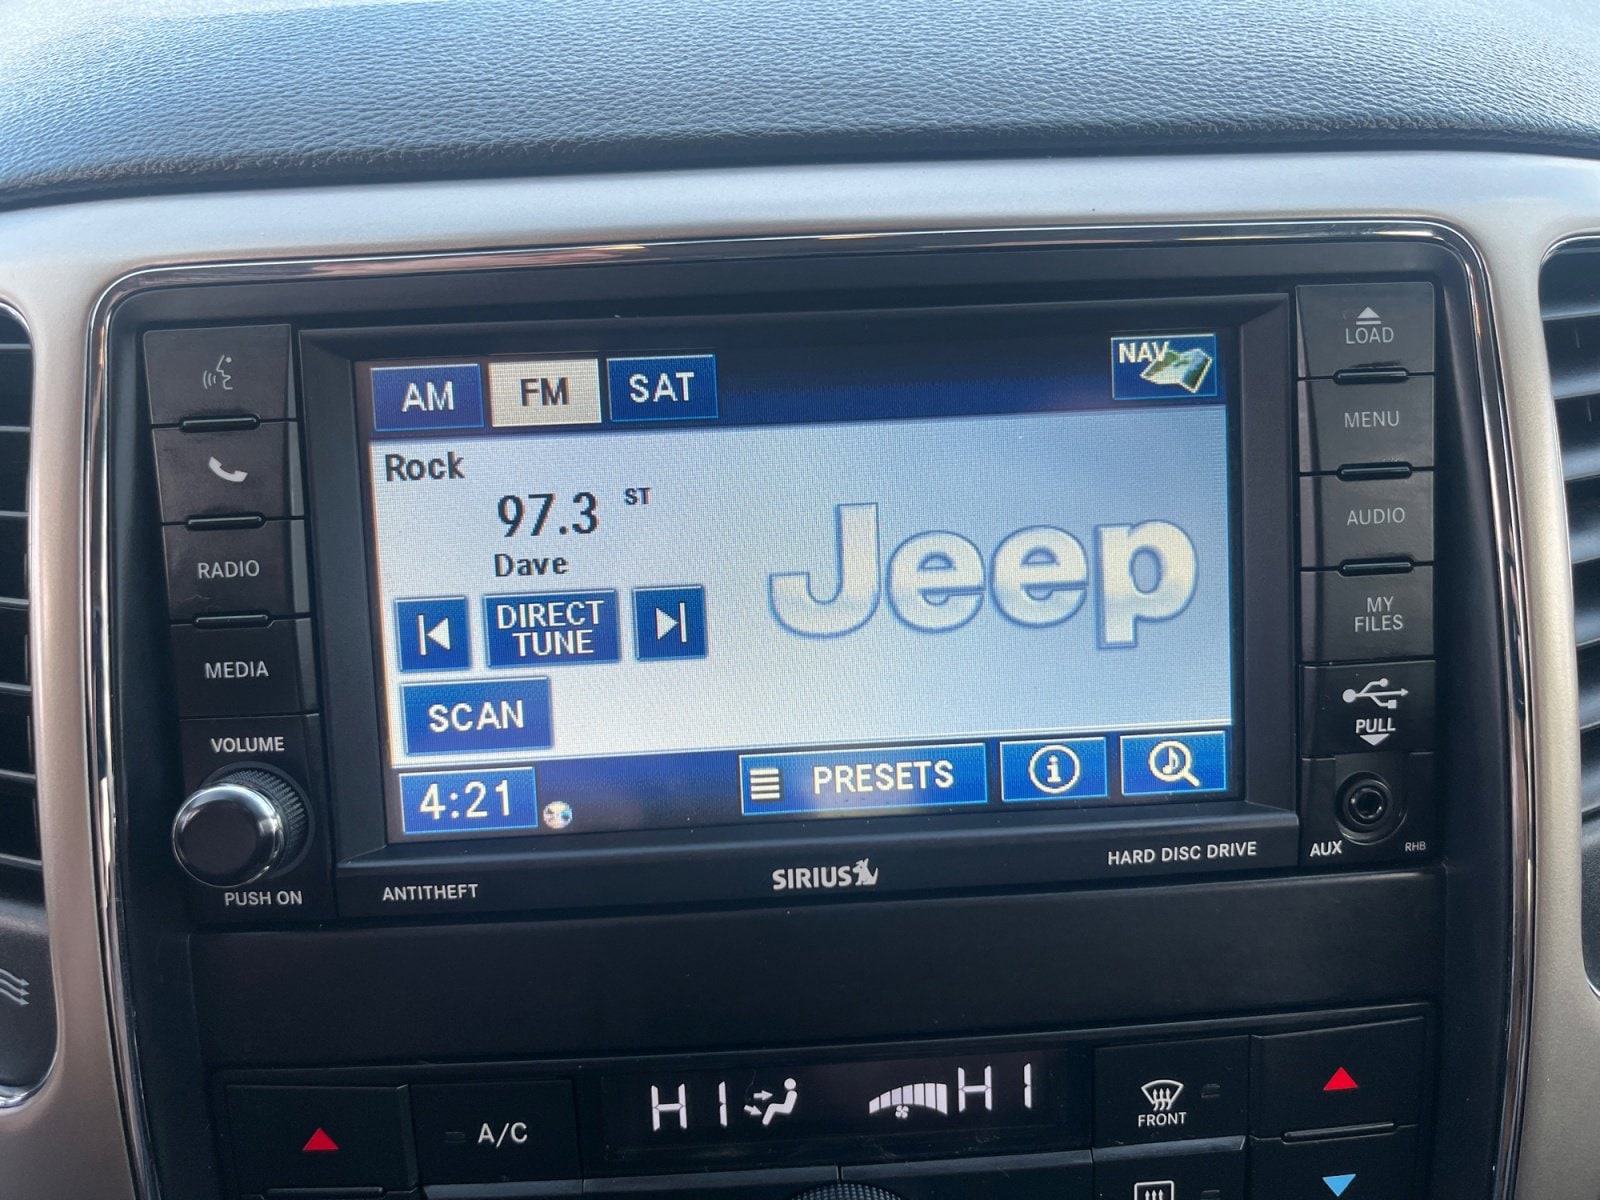 LOAD
MENU
AUDIO
MY
FILES
PULL
AUX
RHB
RADIO
MEDIA
VOLUME
PUSH ON
AM FM SAT NAV
Rock
97.3 ST
Dave
DIRECT
TUNE
SCAN
Jeep
4:21 PRESETS i
ANTITHEFT SIRIUS HARD DISC DRIVE
A/C HI HI FRONT